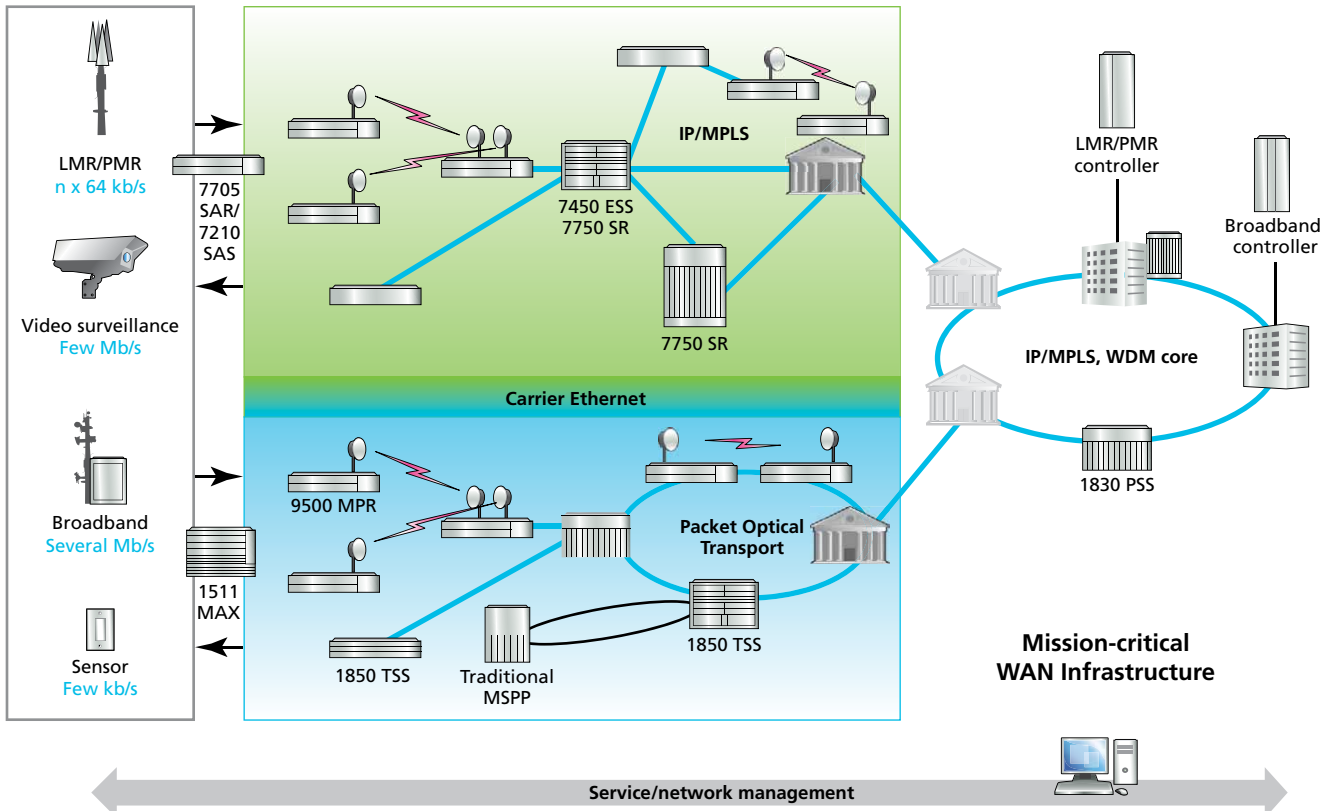 LMR/PMR
n x 64 kb/s
Video surveillance
Few Mb/s
Broadband
Several Mb/s
Sensor
Few kb/s
7705
SAR/
7210
SAS
1511
MAX
IP/MPLS
7450 ESS
7750 SR
7750 SR
Carrier Ethernet
9500 MPR
Packet Optical
Transport
1850 TSS
Traditional
MSPP
1850 TSS
LMR/PMR
controller
Broadband
controller
IP/MPLS, WDM core
1830 PSS
Mission-critical
WAN Infrastructure
Service/network management